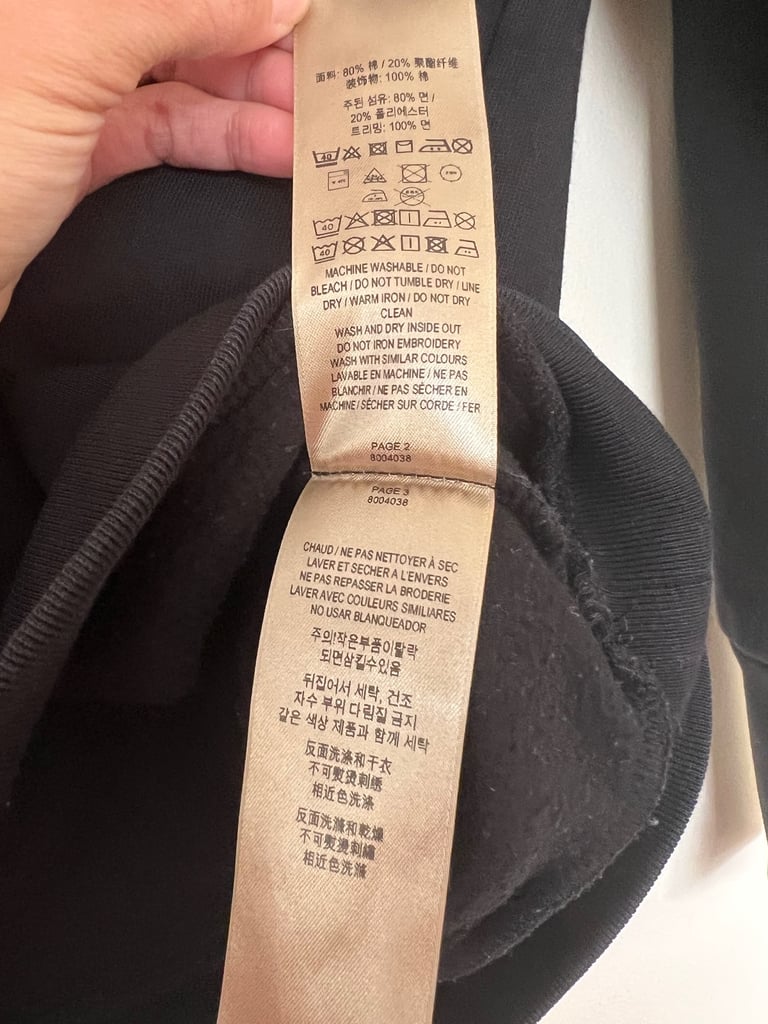 面料: 80% 棉 / 20% 聚酯纤维
装饰物: 100% 棉
주된 섬유: 80% 면 /
20% 폴리에스터
트리밍: 100% 면
40
40
40
MACHINE WASHABLE / DO NOT
BLEACH / DO NOT TUMBLE DRY / LINE
DRY / WARM IRON / DO NOT DRY
CLEAN
WASH AND DRY INSIDE OUT
DO NOT IRON EMBROIDERY
WASH WITH SIMILAR COLOURS
LAVABLE EN MACHINE / NE PAS
BLANCHIR / NE PAS SÉCHER EN
MACHINE / SÉCHER SUR CORDE / FER
PAGE 2
8004038
PAGE 3
8004038
CHAUD / NE PAS NETTOYER À SEC
LAVER ET SECHER A L'ENVERS
NE PAS REPASSER LA BRODERIE
LAVER AVEC COULEURS SIMILIARES
NO USAR BLANQUEADOR
주의!작은부품이탈락
되면삼킬수있음
뒤집어서 세탁, 건조
자수 부위 다림질 금지
같은 색상 제품과 함께 세탁
反面洗涤和干衣
不可熨烫刺绣
相近色洗涤
反面洗滌和乾燥
不可熨燙刺繡
相近色洗滌